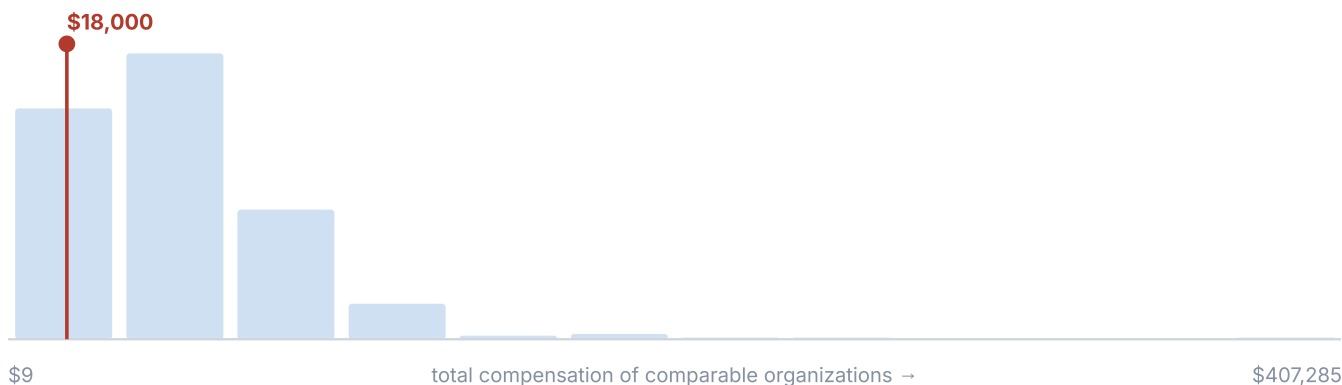 $18,000
$9
total compensation of comparable organizations →
$407,285